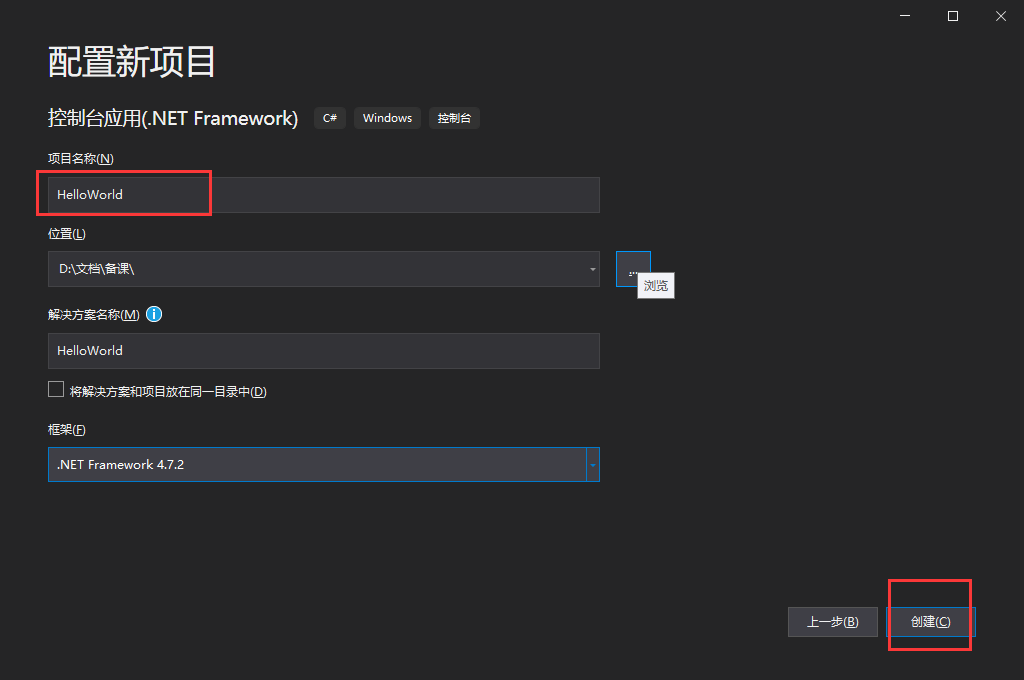 配置新项目
控制台应用(.NET Framework) C# Windows 控制台
项目名称(N)
HelloWorld
位置(L)
D:\文档\备课\
...
浏览
解决方案名称(M) i
HelloWorld
将解决方案和项目放在同一目录中(D)
框架(F)
.NET Framework 4.7.2
上一步(B) 创建(C)